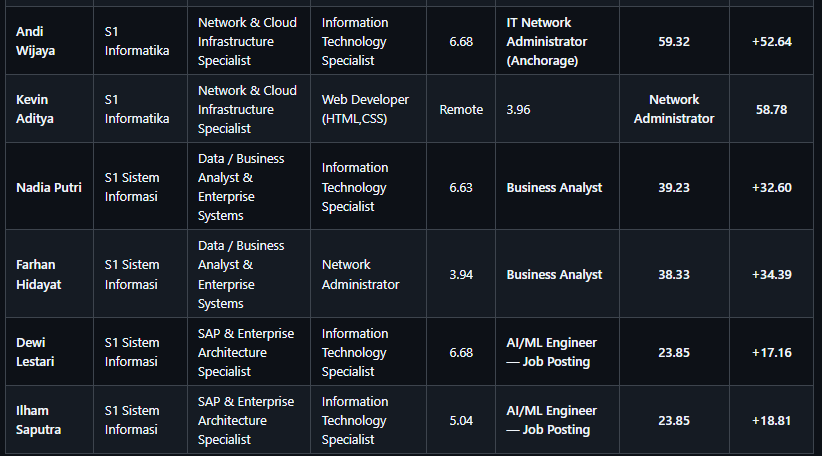 Andi Wijaya | S1 Informatika | Network & Cloud Infrastructure Specialist | Information Technology Specialist | 6.68 | IT Network Administrator (Anchorage) | 59.32 | +52.64
Kevin Aditya | S1 Informatika | Network & Cloud Infrastructure Specialist | Web Developer (HTML,CSS) | Remote | 3.96 | Network Administrator | 58.78
Nadia Putri | S1 Sistem Informasi | Data / Business Analyst & Enterprise Systems | Information Technology Specialist | 6.63 | Business Analyst | 39.23 | +32.60
Farhan Hidayat | S1 Sistem Informasi | Data / Business Analyst & Enterprise Systems | Network Administrator | 3.94 | Business Analyst | 38.33 | +34.39
Dewi Lestari | S1 Sistem Informasi | SAP & Enterprise Architecture Specialist | Information Technology Specialist | 6.68 | AI/ML Engineer — Job Posting | 23.85 | +17.16
Ilham Saputra | S1 Sistem Informasi | SAP & Enterprise Architecture Specialist | Information Technology Specialist | 5.04 | AI/ML Engineer — Job Posting | 23.85 | +18.81